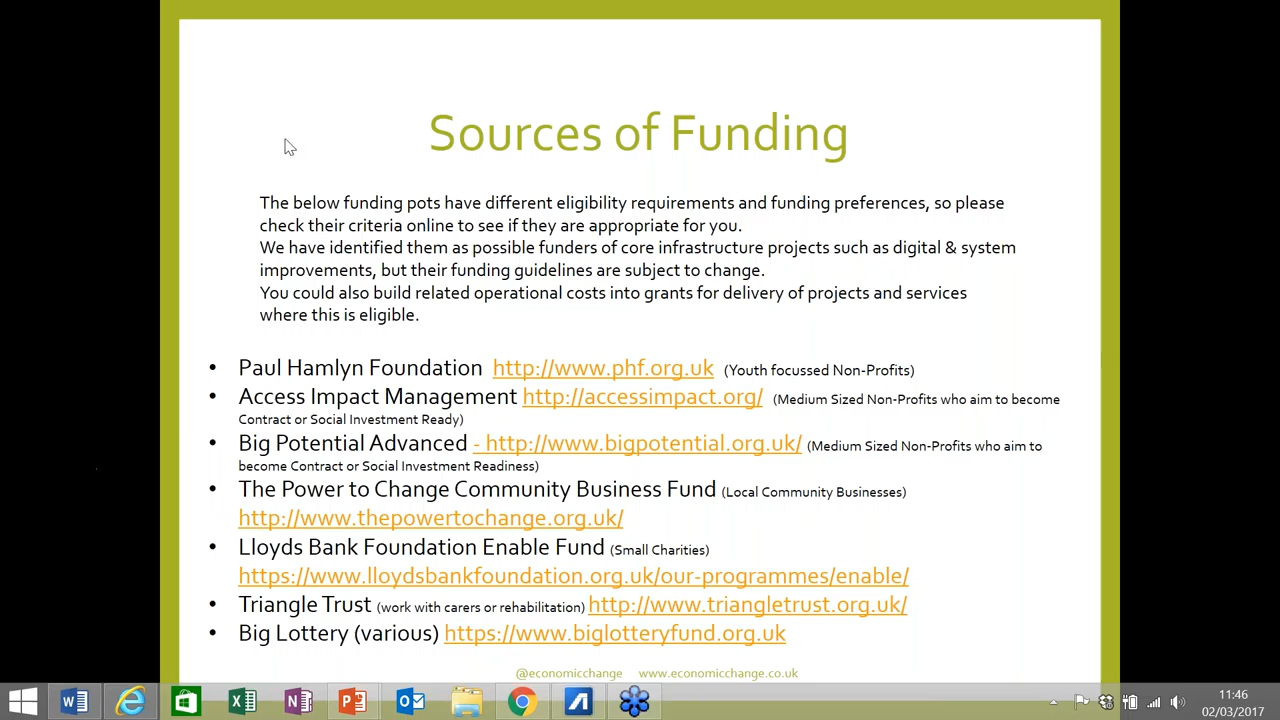 Sources of Funding
The below funding pots have different eligibility requirements and funding preferences, so please
check their criteria online to see if they are appropriate for you.
We have identified them as possible funders of core infrastructure projects such as digital & system
improvements, but their funding guidelines are subject to change.
You could also build related operational costs into grants for delivery of projects and services
where this is eligible.
• Paul Hamlyn Foundation http://www.phf.org.uk (Youth focussed Non-Profits)
• Access Impact Management http://accessimpact.org/ (Medium Sized Non-Profits who aim to become
Contract or Social Investment Ready)
• Big Potential Advanced - http://www.bigpotential.org.uk/ (Medium Sized Non-Profits who aim to
become Contract or Social Investment Readiness)
• The Power to Change Community Business Fund (Local Community Businesses)
http://www.thepowertochange.org.uk/
• Lloyds Bank Foundation Enable Fund (Small Charities)
https://www.lloydsbankfoundation.org.uk/our-programmes/enable/
• Triangle Trust (work with carers or rehabilitation) http://www.triangletrust.org.uk/
• Big Lottery (various) https://www.biglotteryfund.org.uk
@economicchange www.economicchange.co.uk
11:46
02/03/2017